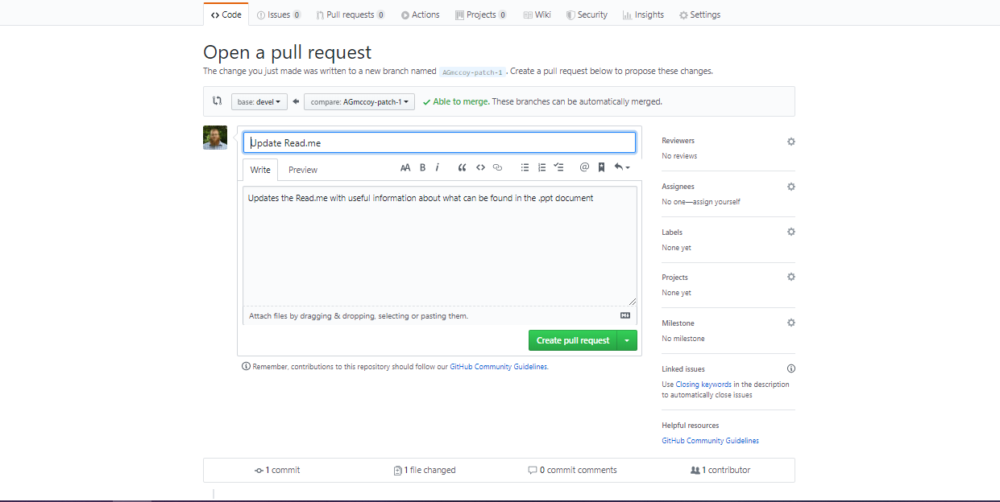 Code Issues 0 Pull requests 0 Actions Projects 0 Wiki Security Insights Settings
Open a pull request
The change you just made was written to a new branch named AGmccoy-patch-1. Create a pull request below to propose these changes.
base: devel compare: AGmccoy-patch-1 Able to merge. These branches can be automatically merged.
Update Read.me
Write Preview AA B i
Updates the Read.me with useful information about what can be found in the .ppt document
Attach files by dragging & dropping, selecting or pasting them.
Create pull request
Remember, contributions to this repository should follow our GitHub Community Guidelines.
Reviewers
No reviews
Assignees
No one—assign yourself
Labels
None yet
Projects
None yet
Milestone
No milestone
Linked issues
Use Closing keywords in the description
to automatically close issues
Helpful resources
GitHub Community Guidelines
1 commit 1 file changed 0 commit comments 1 contributor